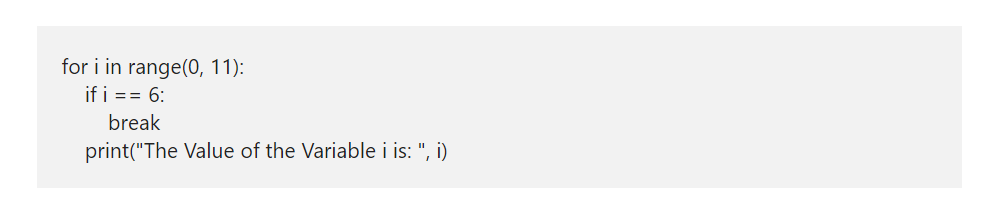 for i in range(0, 11):
    if i == 6:
        break
    print("The Value of the Variable i is: ", i)